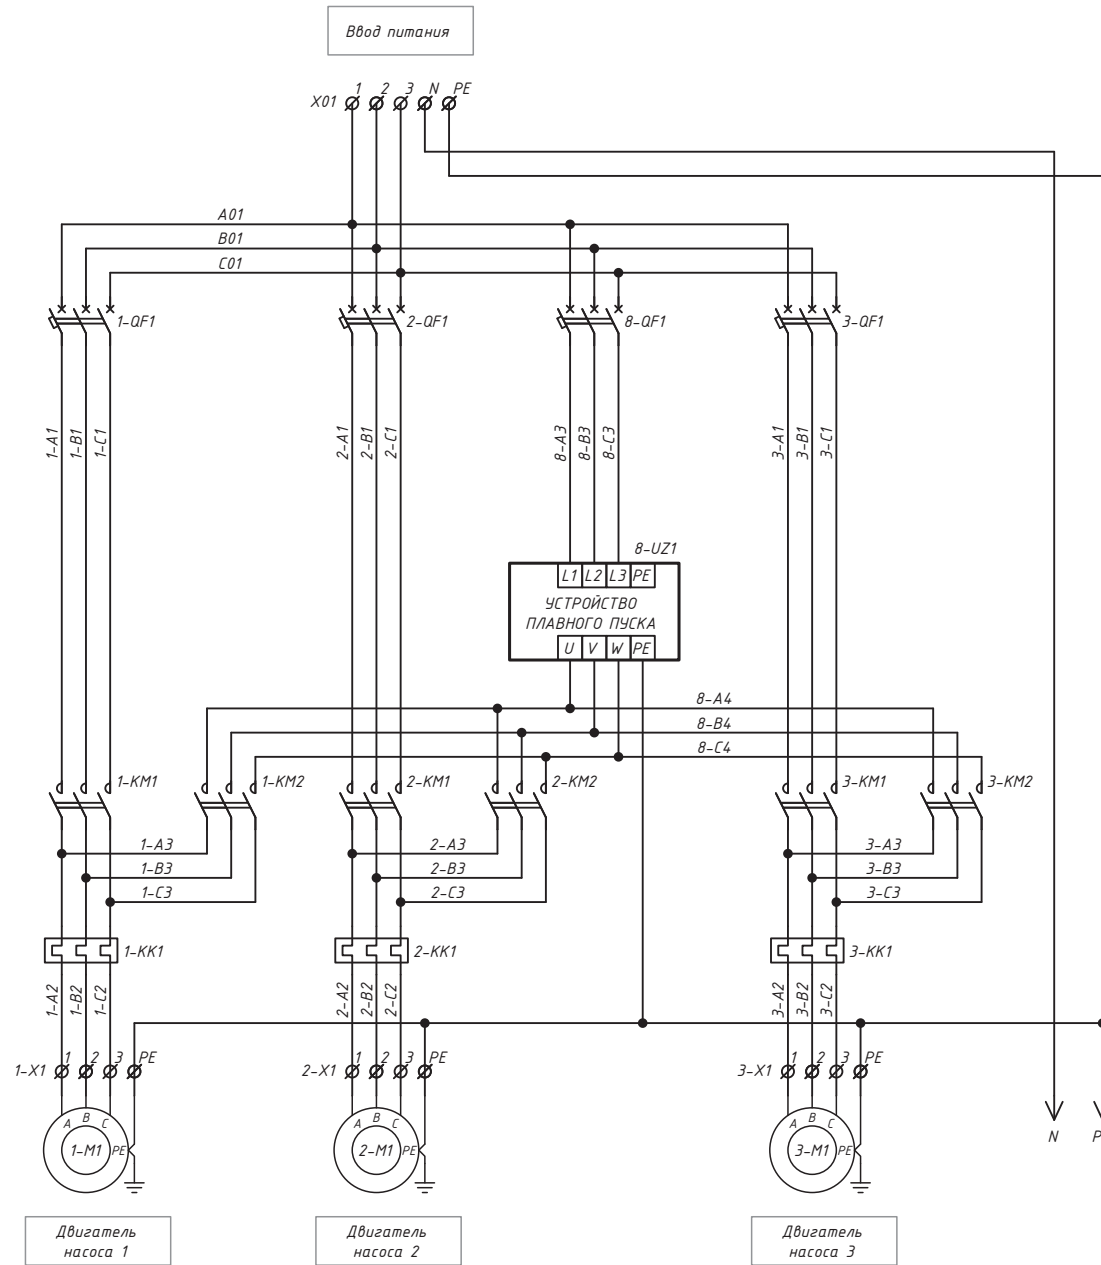 Ввод питания
X01 1 2 3 N PE
A01
B01
C01
1-QF1 2-QF1 8-QF1 3-QF1
1-A1 1-B1 1-C1 2-A1 2-B1 2-C1 8-A3 8-B3 8-C3 3-A1 3-B1 3-C1
8-UZ1
L1 L2 L3 PE
УСТРОЙСТВО
ПЛАВНОГО ПУСКА
U V W PE
8-A4
8-B4
8-C4
1-KM1 1-KM2 2-KM1 2-KM2 3-KM1 3-KM2
1-A3 2-A3 3-A3
1-B3 2-B3 3-B3
1-C3 2-C3 3-C3
1-KK1 2-KK1 3-KK1
1-A2 1-B2 1-C2 2-A2 2-B2 2-C2 3-A2 3-B2 3-C2
1-X1 1 2 3 PE 2-X1 1 2 3 PE 3-X1 1 2 3 PE
A B C A B C A B C
1-M1 PE 2-M1 PE 3-M1 PE
N P
Двигатель
насоса 1
Двигатель
насоса 2
Двигатель
насоса 3